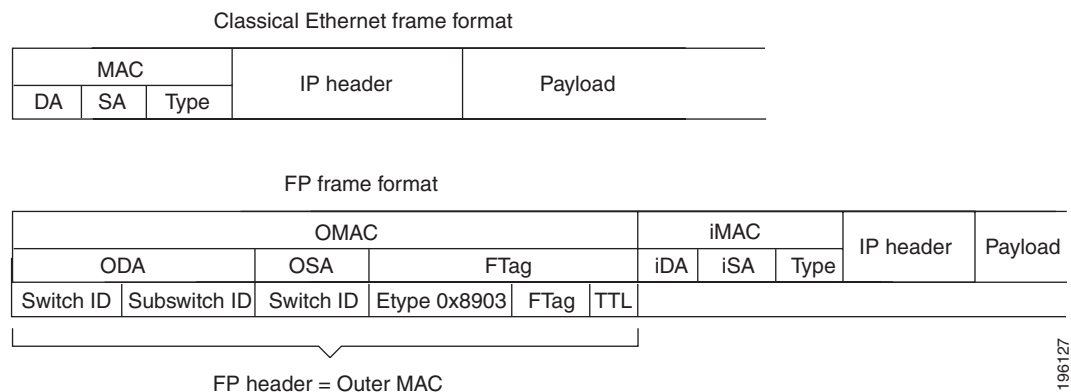 Classical Ethernet frame format
MAC
IP header
Payload
DA
SA
Type
FP frame format
OMAC
iMAC
IP header
Payload
ODA
OSA
FTag
iDA
iSA
Type
Switch ID
Subswitch ID
Switch ID
Etype 0x8903
FTag
TTL
FP header = Outer MAC
196127